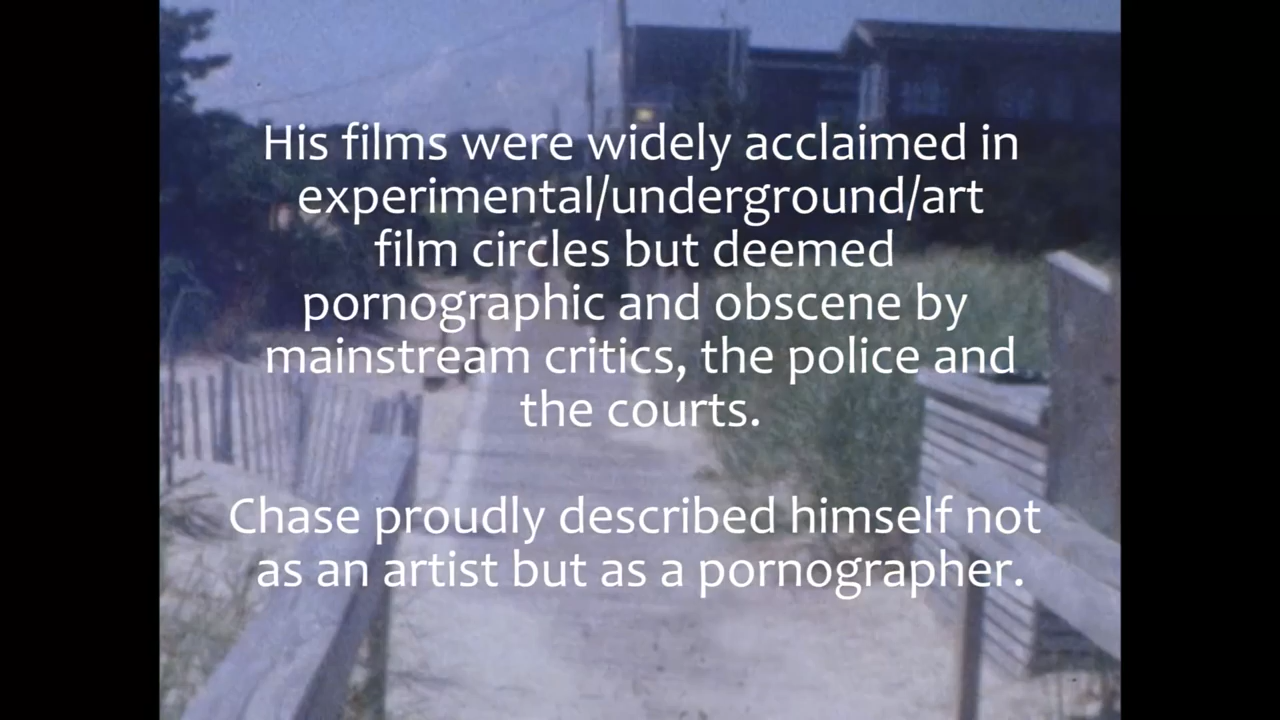 His films were widely acclaimed in
experimental/underground/art
film circles but deemed
pornographic and obscene by
mainstream critics, the police and
the courts.
Chase proudly described himself not
as an artist but as a pornographer.